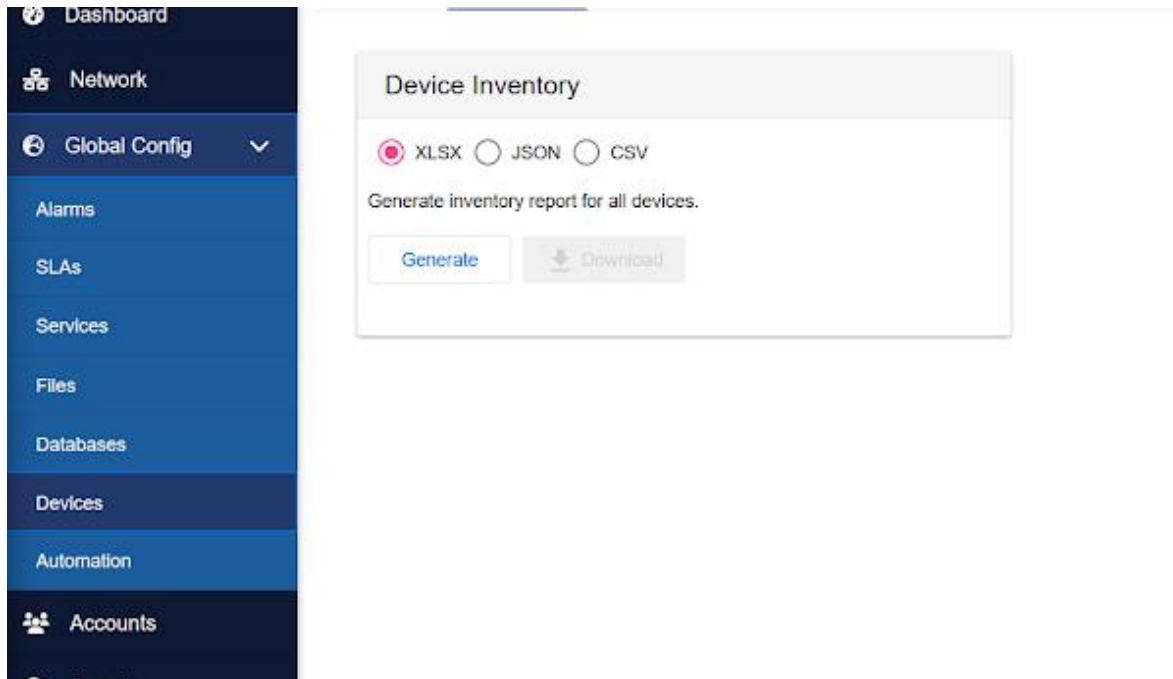 Dashboard
Network
Global Config
Alarms
SLAs
Services
Files
Databases
Devices
Automation
Accounts
Device Inventory
XLSX JSON CSV
Generate inventory report for all devices.
Generate Download